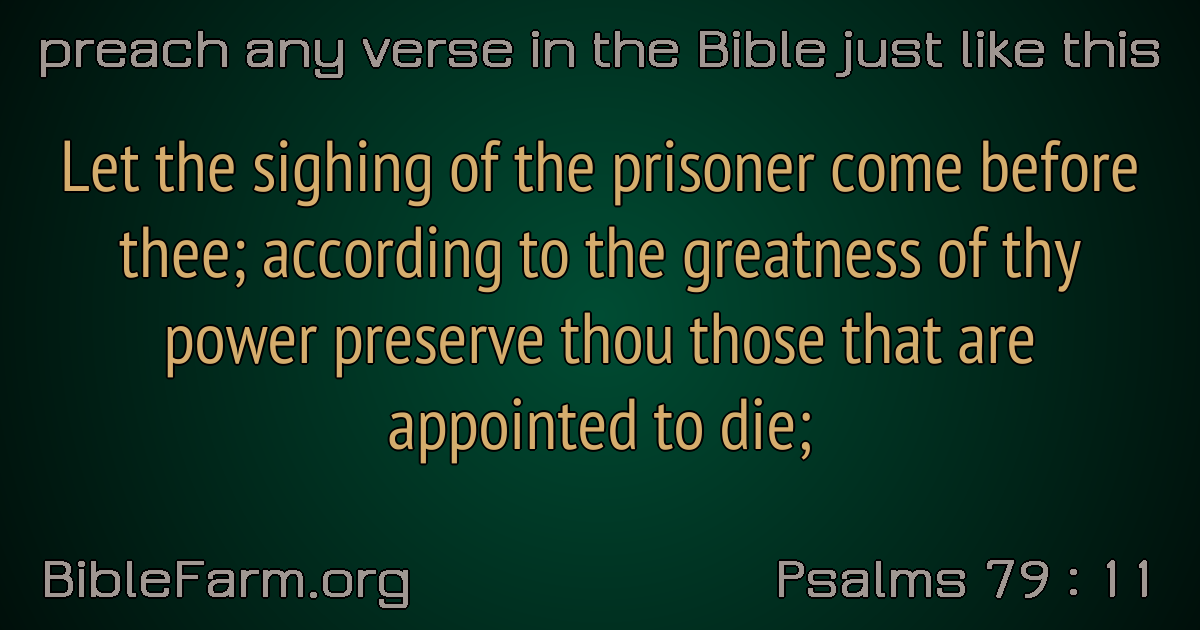 preach any verse in the Bible just like this
Let the sighing of the prisoner come before
thee; according to the greatness of thy
power preserve thou those that are
appointed to die;
BibleFarm.org
Psalms 79 : 11